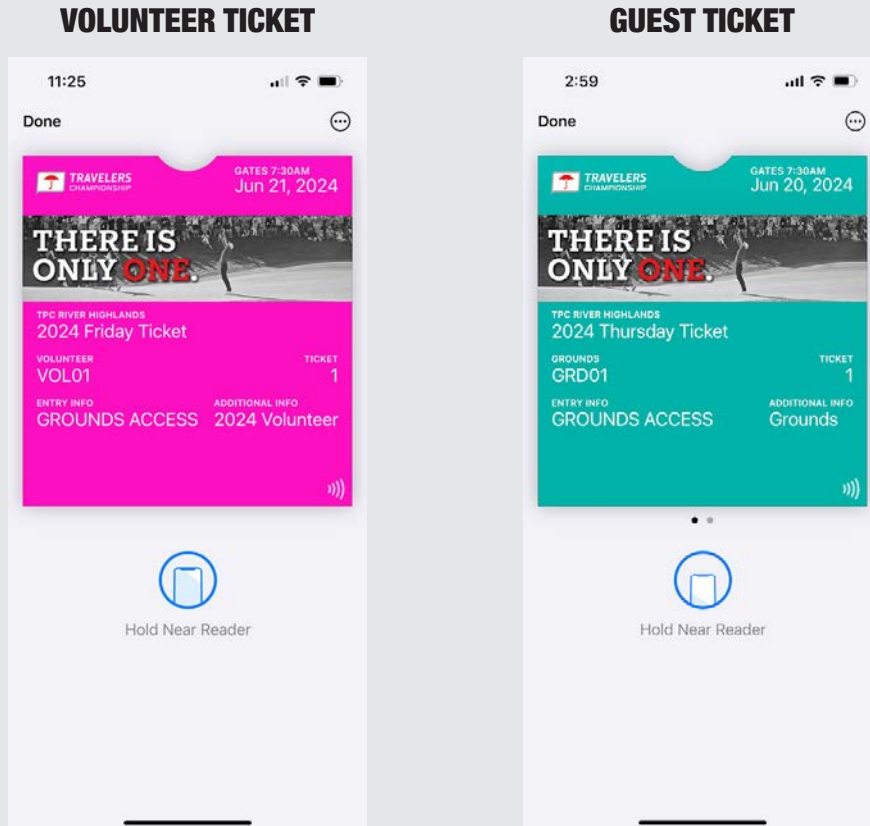 VOLUNTEER TICKET
11:25
Done
TRAVELERS
CHAMPIONSHIP
GATES 7:30AM
Jun 21, 2024
THERE IS
ONLY ONE.
TPC RIVER HIGHLANDS
2024 Friday Ticket
VOLUNTEER
VOL01
TICKET
1
ENTRY INFO
GROUNDS ACCESS
ADDITIONAL INFO
2024 Volunteer
Hold Near Reader
GUEST TICKET
2:59
Done
TRAVELERS
CHAMPIONSHIP
GATES 7:30AM
Jun 20, 2024
THERE IS
ONLY ONE.
TPC RIVER HIGHLANDS
2024 Thursday Ticket
GROUNDS
GRD01
TICKET
1
ENTRY INFO
GROUNDS ACCESS
ADDITIONAL INFO
Grounds
Hold Near Reader